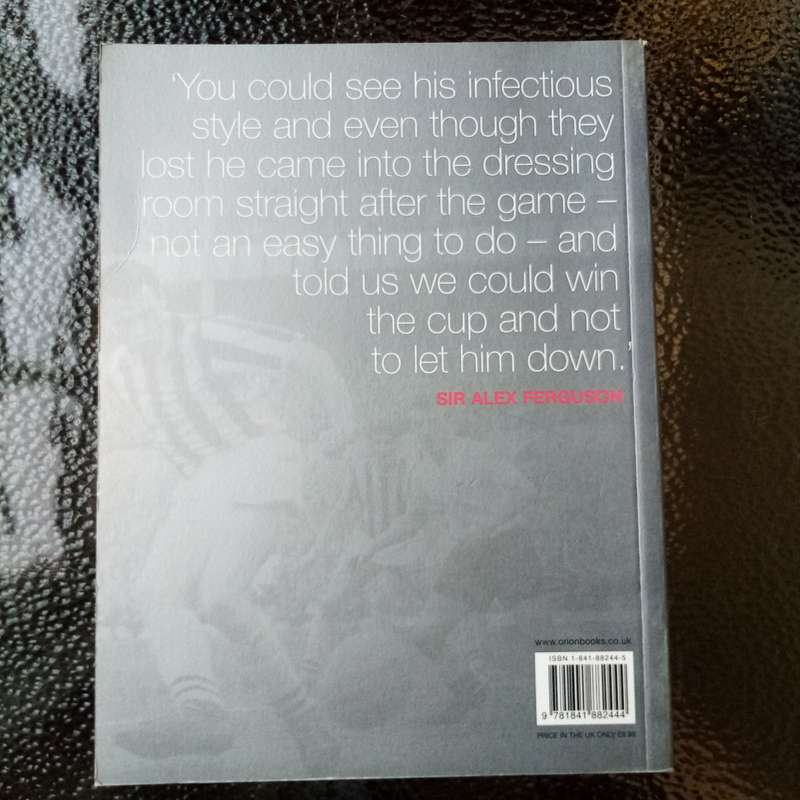 ‘You could see his infectious
style and even though they
lost he came into the dressing
room straight after the game –
not an easy thing to do – and
told us we could win
the cup and not
to let him down.’
SIR ALEX FERGUSON
www.orionbooks.co.uk
ISBN 1-841-88244-5
9 781841 882444
PRICE IN THE UK ONLY